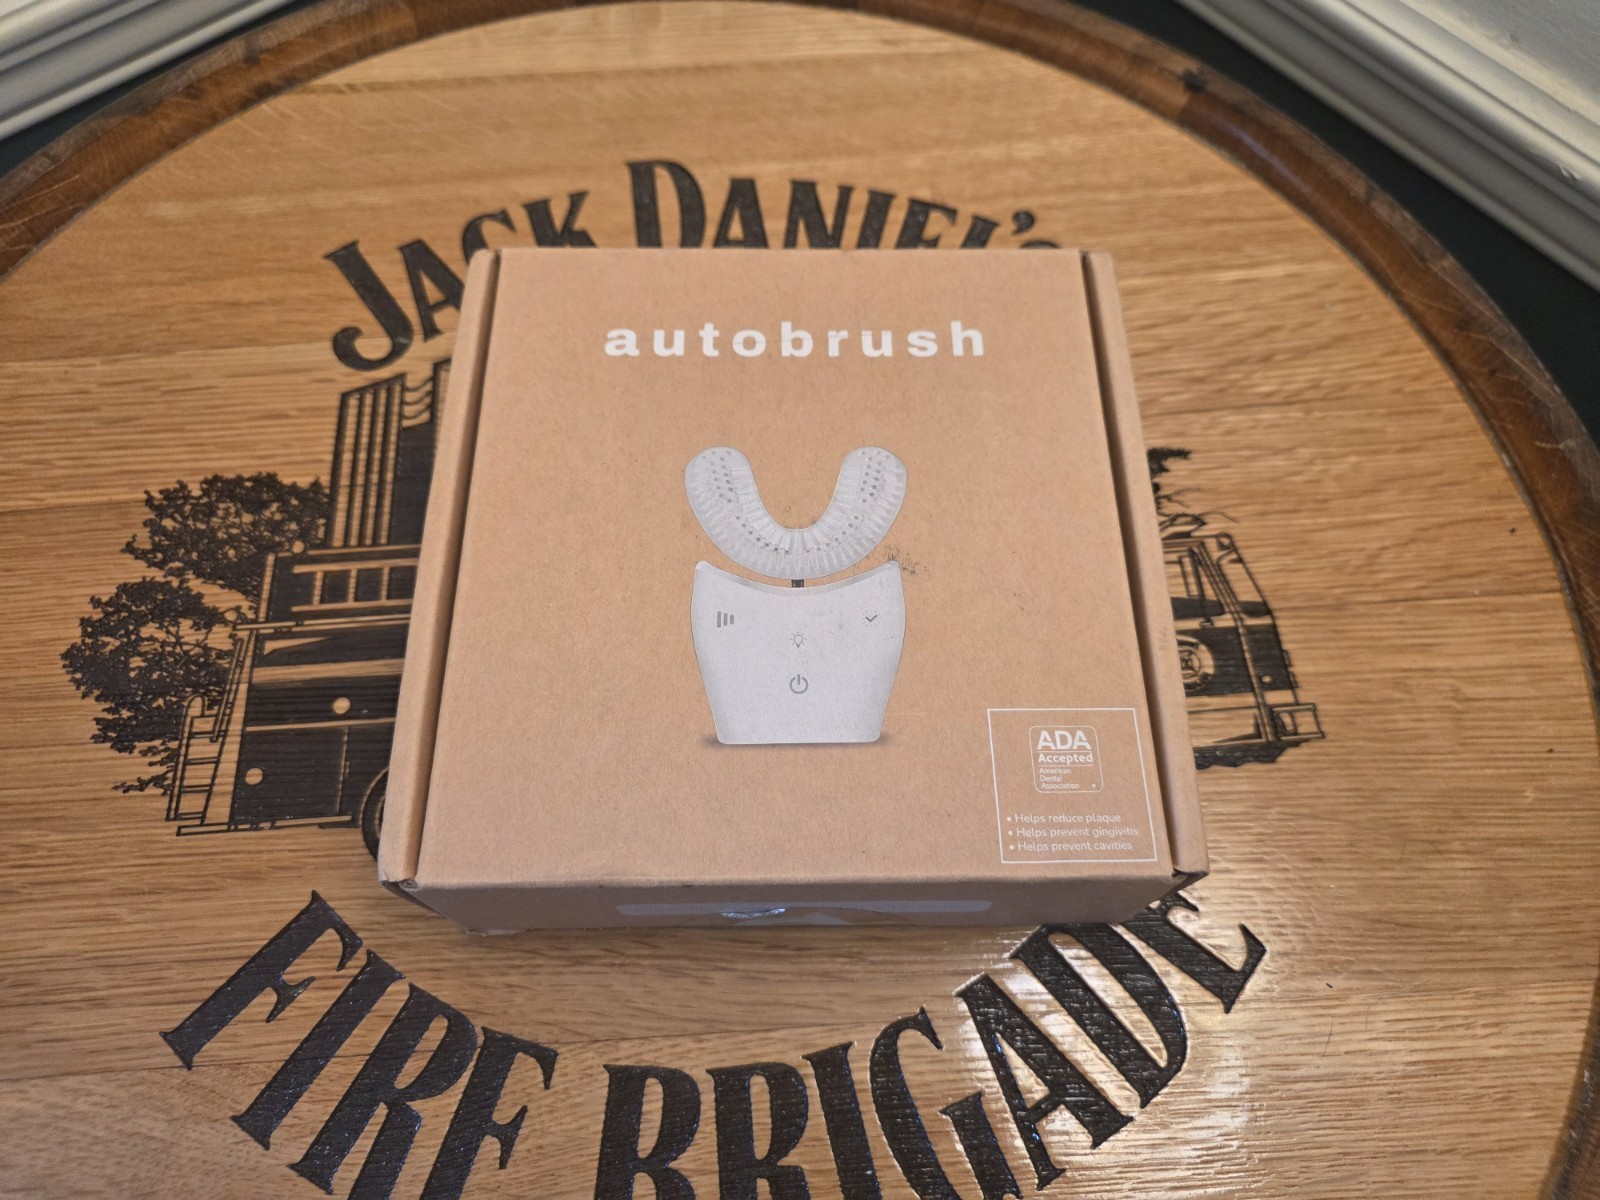 JACK DANIEL's
autobrush
ADA
Accepted
American
Dental
Association
• Helps reduce plaque
• Helps prevent gingivitis
• Helps prevent cavities
FIRE BRIGADE